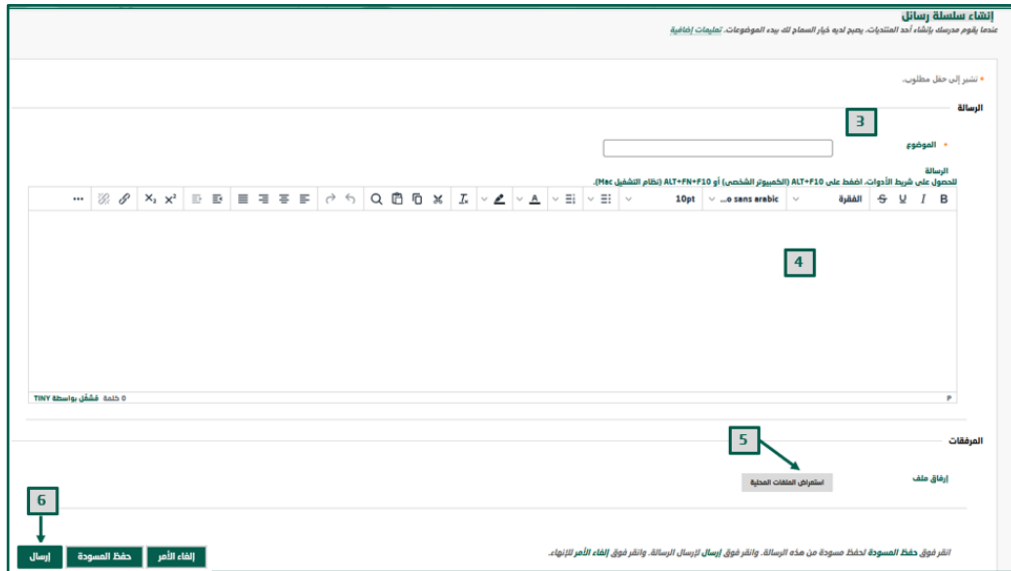 إنشاء سلسلة رسائل
عندما يقوم مدرسك بإنشاء أحد المنتديات، يصبح لديه خيار السماح لك ببدء الموضوعات. تعليمات إضافية
* تشير إلى حقل مطلوب.
الرسالة
3
* الموضوع
الرسالة
للحصول على شريط الأدوات، اضغط على ALT+F10 (الكمبيوتر الشخصي) أو ALT+FN+F10 (نظام التشغيل Mac).
B I U S الفقرة ...o sans arabic 10pt
4
P
0 كلمة مُشغَّل بواسطة TINY
المرفقات
5
إرفاق ملف
استعراض الملفات المحلية
6
انقر فوق حفظ المسودة لحفظ مسودة من هذه الرسالة. وانقر فوق إرسال لإرسال الرسالة. وانقر فوق إلغاء الأمر للإنهاء.
إلغاء الأمر حفظ المسودة إرسال